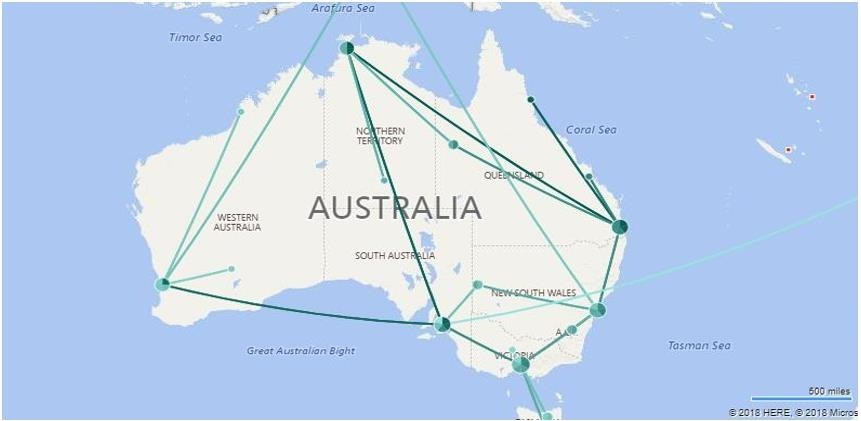 Arafura Sea
Timor Sea
Coral Sea
NORTHERN
TERRITORY
QUEENSLAND
AUSTRALIA
WESTERN
AUSTRALIA
SOUTH AUSTRALIA
NEW SOUTH WALES
A
Great Australian Bight
VICTORIA
Tasman Sea
500 miles
© 2018 HERE, © 2018 Micros